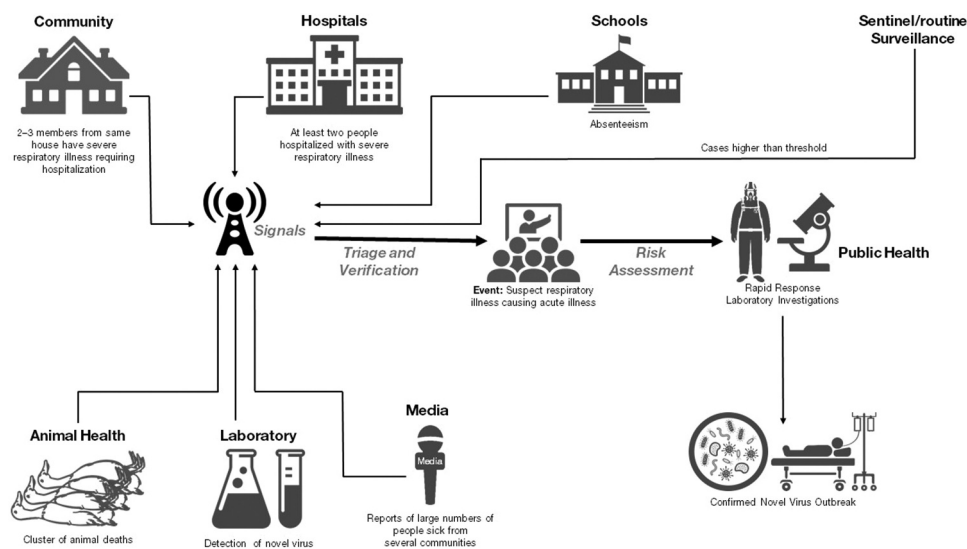 Community
2–3 members from same
house have severe
respiratory illness requiring
hospitalization
Hospitals
At least two people
hospitalized with severe
respiratory illness
Schools
Absenteeism
Sentinel/routine
Surveillance
Cases higher than threshold
Signals
Triage and
Verification
Event: Suspect respiratory
illness causing acute illness
Risk
Assessment
Public Health
Rapid Response
Laboratory Investigations
Animal Health
Cluster of animal deaths
Laboratory
Detection of novel virus
Media
Media
Reports of large numbers of
people sick from
several communities
Confirmed Novel Virus Outbreak